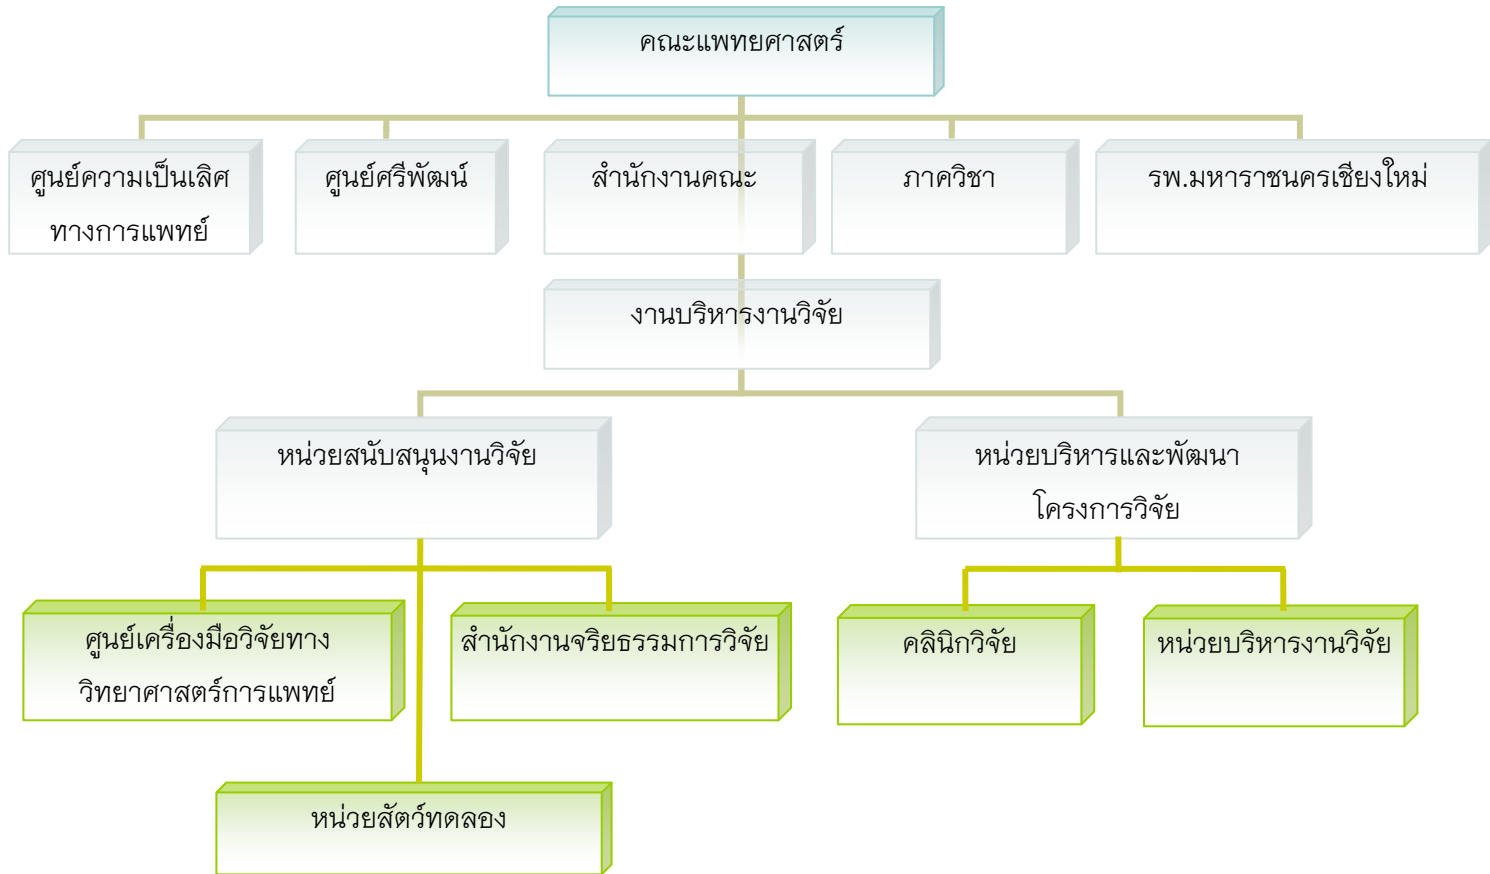 คณะแพทยศาสตร์
ศูนย์ความเป็นเลิศ
ทางการแพทย์
ศูนย์ศรีพัฒน์
สำนักงานคณะ
ภาควิชา
รพ.มหาราชนครเชียงใหม่
งานบริหารงานวิจัย
หน่วยสนับสนุนงานวิจัย
หน่วยบริหารและพัฒนา
โครงการวิจัย
ศูนย์เครื่องมือวิจัยทาง
วิทยาศาสตร์การแพทย์
สำนักงานจริยธรรมการวิจัย
คลินิกวิจัย
หน่วยบริหารงานวิจัย
หน่วยสัตว์ทดลอง